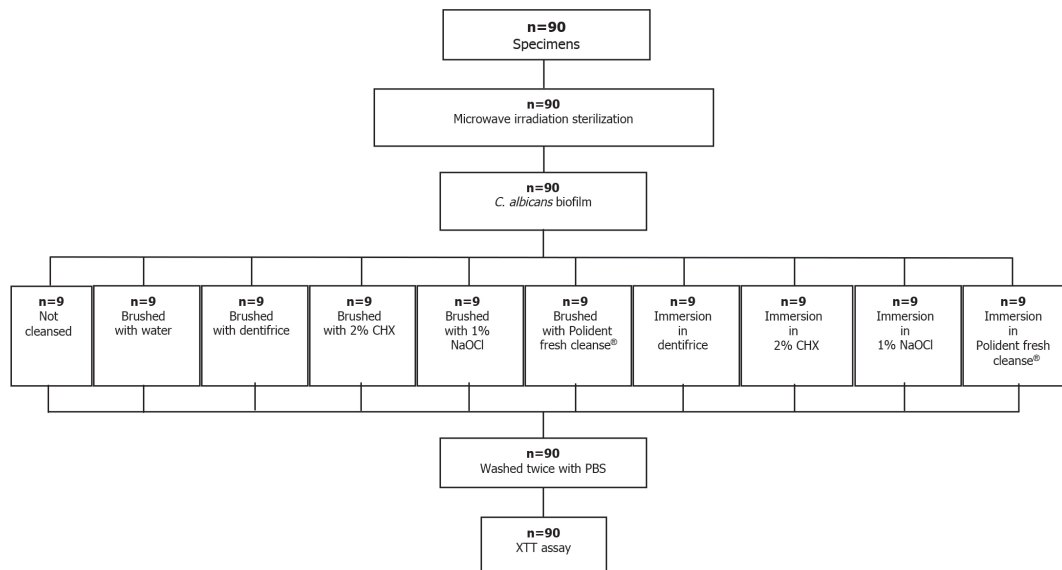 n=90
Specimens
n=90
Microwave irradiation sterilization
n=90
C. albicans biofilm
n=9
Not
cleansed
n=9
Brushed
with water
n=9
Brushed
with dentifrice
n=9
Brushed
with 2% CHX
n=9
Brushed
with 1%
NaOCl
n=9
Brushed
with Polident
fresh cleanse®
n=9
Immersion
in
dentifrice
n=9
Immersion
in
2% CHX
n=9
Immersion
in
1% NaOCl
n=9
Immersion
in
Polident fresh
cleanse®
n=90
Washed twice with PBS
n=90
XTT assay